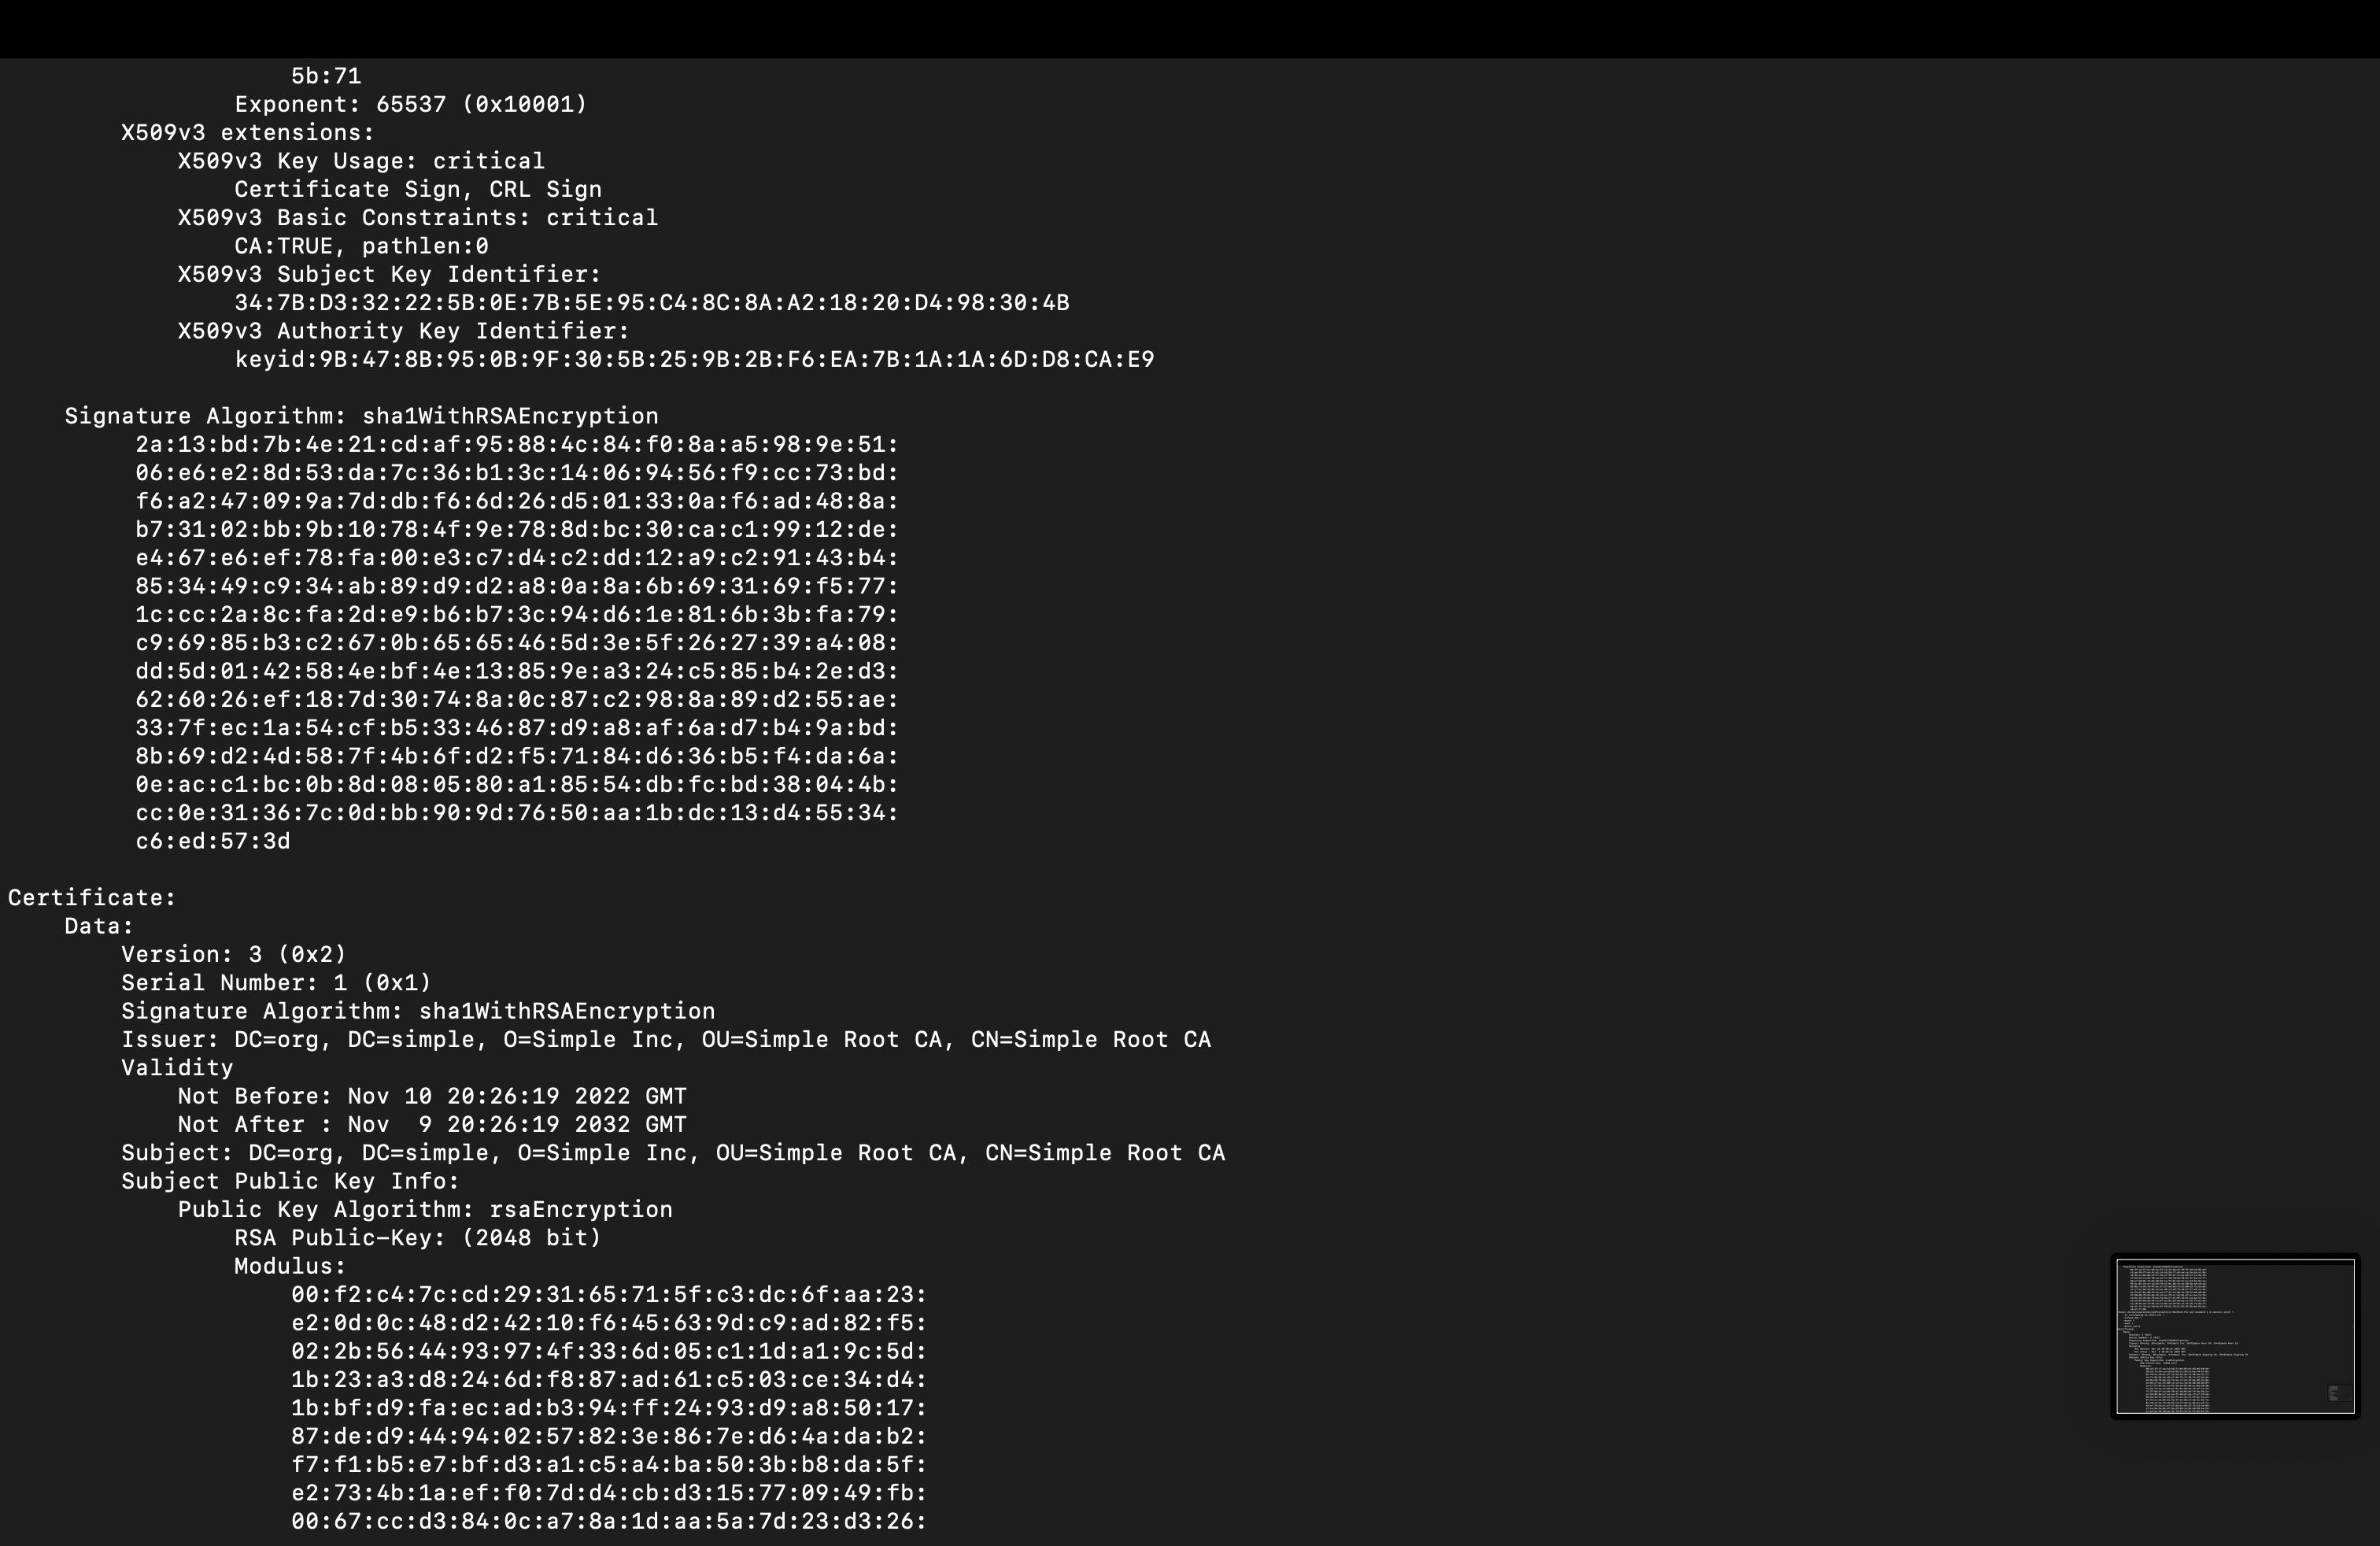 5b:71
Exponent: 65537 (0x10001)
X509v3 extensions:
X509v3 Key Usage: critical
Certificate Sign, CRL Sign
X509v3 Basic Constraints: critical
CA:TRUE, pathlen:0
X509v3 Subject Key Identifier:
34:7B:D3:32:22:5B:0E:7B:5E:95:C4:8C:8A:A2:18:20:D4:98:30:4B
X509v3 Authority Key Identifier:
keyid:9B:47:8B:95:0B:9F:30:5B:25:9B:2B:F6:EA:7B:1A:1A:6D:D8:CA:E9
Signature Algorithm: sha1WithRSAEncryption
2a:13:bd:7b:4e:21:cd:af:95:88:4c:84:f0:8a:a5:98:9e:51:
06:e6:e2:8d:53:da:7c:36:b1:3c:14:06:94:56:f9:cc:73:bd:
f6:a2:47:09:9a:7d:db:f6:6d:26:d5:01:33:0a:f6:ad:48:8a:
b7:31:02:bb:9b:10:78:4f:9e:78:8d:bc:30:ca:c1:99:12:de:
e4:67:e6:ef:78:fa:00:e3:c7:d4:c2:dd:12:a9:c2:91:43:b4:
85:34:49:c9:34:ab:89:d9:d2:a8:0a:8a:6b:69:31:69:f5:77:
1c:cc:2a:8c:fa:2d:e9:b6:b7:3c:94:d6:1e:81:6b:3b:fa:79:
c9:69:85:b3:c2:67:0b:65:65:46:5d:3e:5f:26:27:39:a4:08:
dd:5d:01:42:58:4e:bf:4e:13:85:9e:a3:24:c5:85:b4:2e:d3:
62:60:26:ef:18:7d:30:74:8a:0c:87:c2:98:8a:89:d2:55:ae:
33:7f:ec:1a:54:cf:b5:33:46:87:d9:a8:af:6a:d7:b4:9a:bd:
8b:69:d2:4d:58:7f:4b:6f:d2:f5:71:84:d6:36:b5:f4:da:6a:
0e:ac:c1:bc:0b:8d:08:05:80:a1:85:54:db:fc:bd:38:04:4b:
cc:0e:31:36:7c:0d:bb:90:9d:76:50:aa:1b:dc:13:d4:55:34:
c6:ed:57:3d
Certificate:
Data:
Version: 3 (0x2)
Serial Number: 1 (0x1)
Signature Algorithm: sha1WithRSAEncryption
Issuer: DC=org, DC=simple, O=Simple Inc, OU=Simple Root CA, CN=Simple Root CA
Validity
Not Before: Nov 10 20:26:19 2022 GMT
Not After : Nov  9 20:26:19 2032 GMT
Subject: DC=org, DC=simple, O=Simple Inc, OU=Simple Root CA, CN=Simple Root CA
Subject Public Key Info:
Public Key Algorithm: rsaEncryption
RSA Public-Key: (2048 bit)
Modulus:
00:f2:c4:7c:cd:29:31:65:71:5f:c3:dc:6f:aa:23:
e2:0d:0c:48:d2:42:10:f6:45:63:9d:c9:ad:82:f5:
02:2b:56:44:93:97:4f:33:6d:05:c1:1d:a1:9c:5d:
1b:23:a3:d8:24:6d:f8:87:ad:61:c5:03:ce:34:d4:
1b:bf:d9:fa:ec:ad:b3:94:ff:24:93:d9:a8:50:17:
87:de:d9:44:94:02:57:82:3e:86:7e:d6:4a:da:b2:
f7:f1:b5:e7:bf:d3:a1:c5:a4:ba:50:3b:b8:da:5f:
e2:73:4b:1a:ef:f0:7d:d4:cb:d3:15:77:09:49:fb:
00:67:cc:d3:84:0c:a7:8a:1d:aa:5a:7d:23:d3:26: